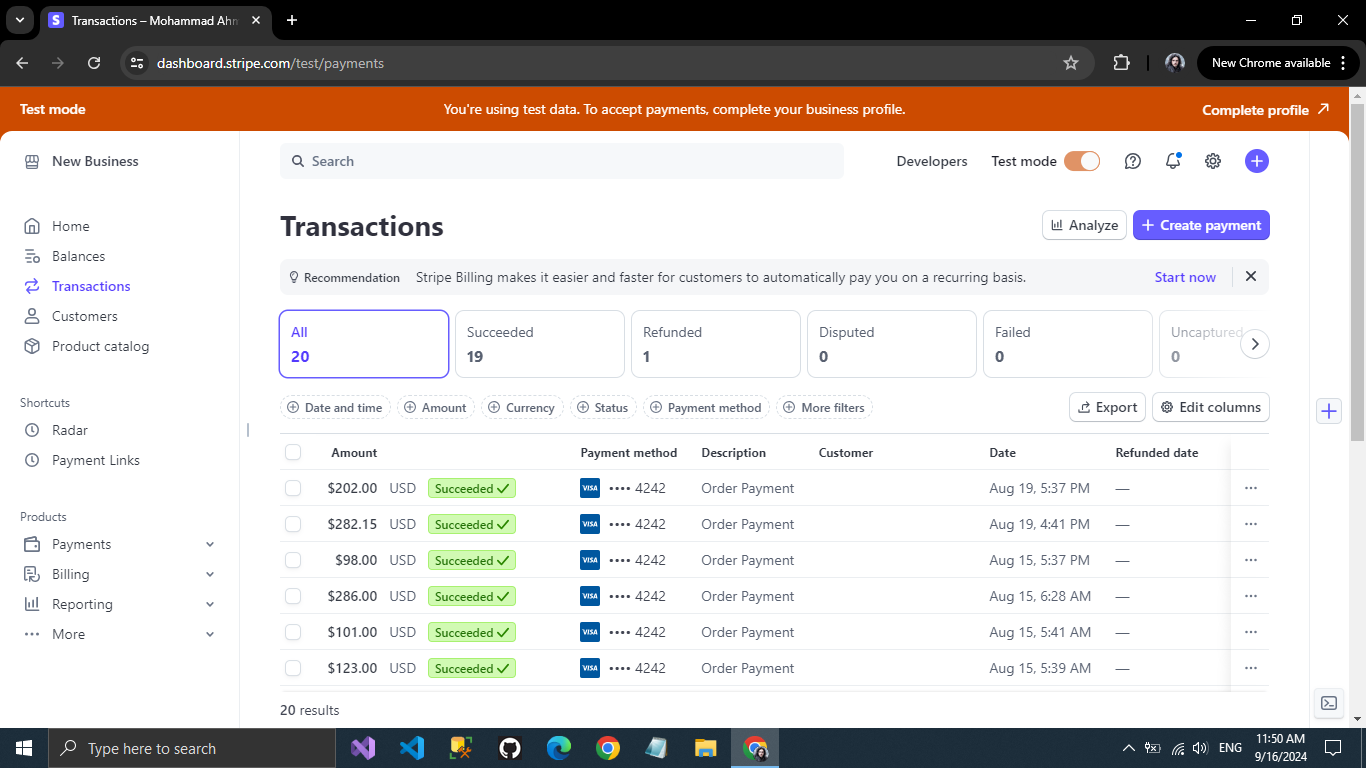 Transactions – Mohammad Ahm
dashboard.stripe.com/test/payments
New Chrome available
Test mode
You're using test data. To accept payments, complete your business profile.
Complete profile
New Business
Search
Developers
Test mode
Home
Balances
Transactions
Customers
Product catalog
Shortcuts
Radar
Payment Links
Products
Payments
Billing
Reporting
More
Transactions
Analyze
Create payment
Recommendation Stripe Billing makes it easier and faster for customers to automatically pay you on a recurring basis. Start now
All Succeeded Refunded Disputed Failed Uncaptured
20 19 1 0 0 0
Date and time Amount Currency Status Payment method More filters Export Edit columns
Amount Payment method Description Customer Date Refunded date
$202.00 USD Succeeded VISA •••• 4242 Order Payment Aug 19, 5:37 PM — ···
$282.15 USD Succeeded VISA •••• 4242 Order Payment Aug 19, 4:41 PM — ···
$98.00 USD Succeeded VISA •••• 4242 Order Payment Aug 15, 5:37 PM — ···
$286.00 USD Succeeded VISA •••• 4242 Order Payment Aug 15, 6:28 AM — ···
$101.00 USD Succeeded VISA •••• 4242 Order Payment Aug 15, 5:41 AM — ···
$123.00 USD Succeeded VISA •••• 4242 Order Payment Aug 15, 5:39 AM — ···
20 results
Type here to search
ENG
11:50 AM
9/16/2024